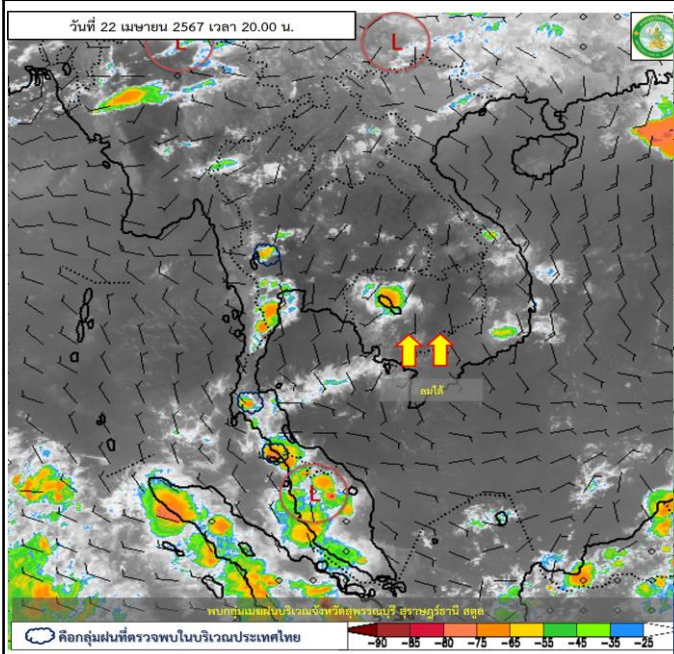 วันที่ 22 เมษายน 2567 เวลา 20.00 น.
L
L
ลมใต้
L
พบกลุ่มเมฆฝนบริเวณจังหวัดสุพรรณบุรี สุราษฎร์ธานี สตูล
คือกลุ่มฝนที่ตรวจพบในบริเวณประเทศไทย
-90 -85 -80 -75 -65 -55 -45 -35 -25